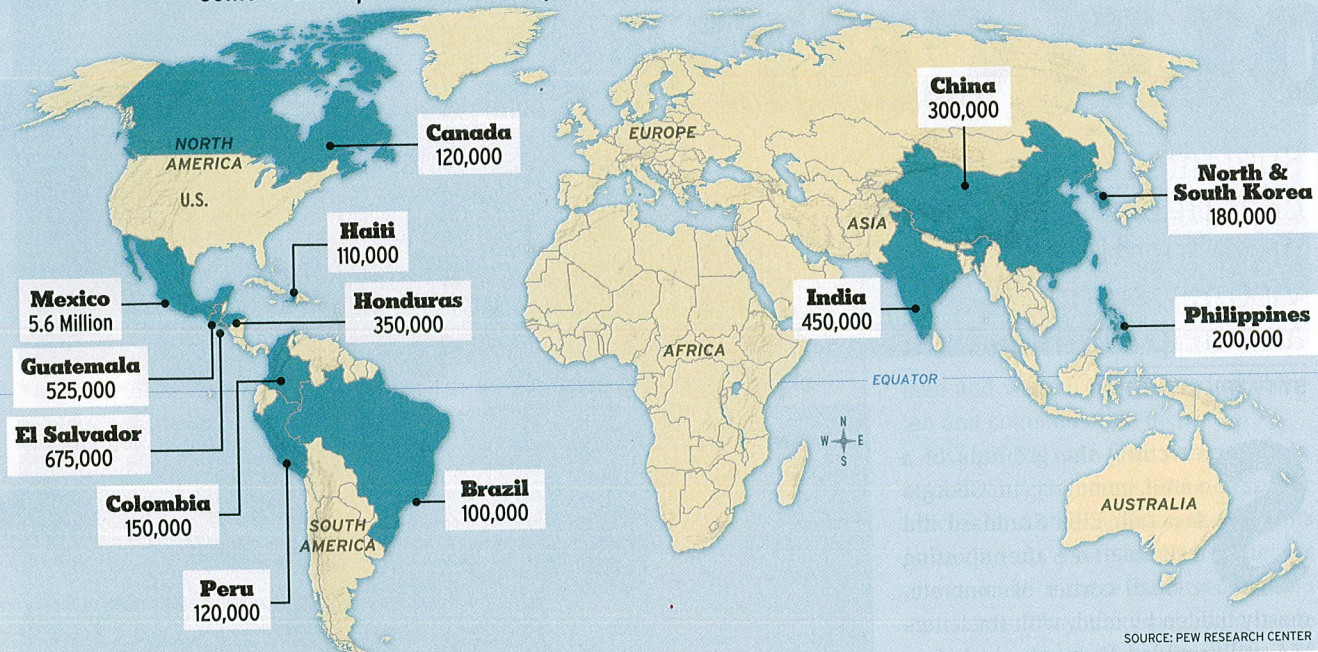 NORTH
AMERICA
U.S.
Canada
120,000
Haiti
110,000
Mexico
5.6 Million
Honduras
350,000
Guatemala
525,000
El Salvador
675,000
Colombia
150,000
Peru
120,000
Brazil
100,000
SOUTH
AMERICA
EUROPE
AFRICA
ASIA
China
300,000
North &
South Korea
180,000
India
450,000
Philippines
200,000
EQUATOR
N
W E
S
AUSTRALIA
SOURCE: PEW RESEARCH CENTER